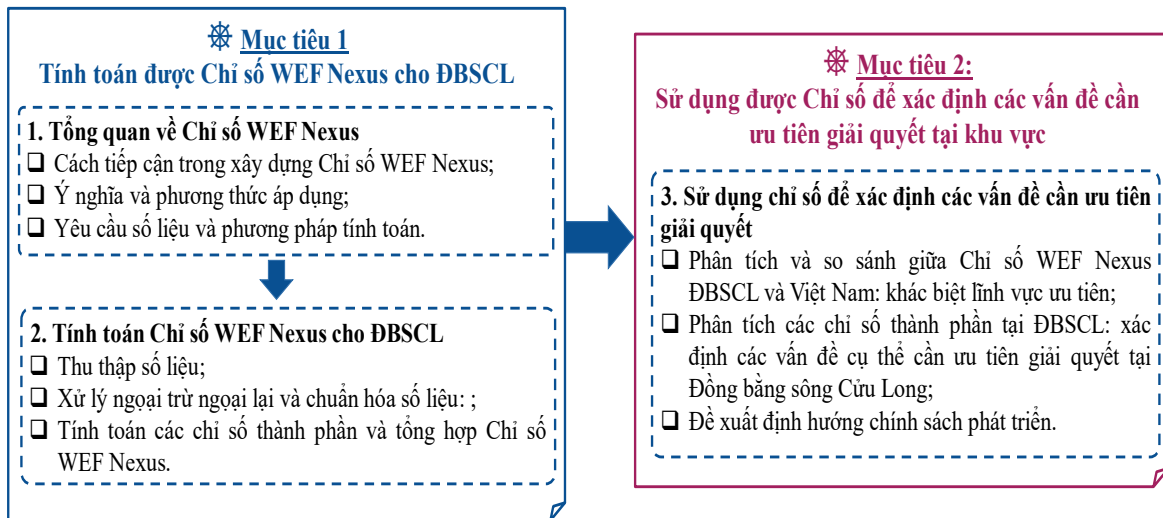 Mục tiêu 1
Tính toán được Chỉ số WEF Nexus cho ĐBSCL
1. Tổng quan về Chỉ số WEF Nexus
❑ Cách tiếp cận trong xây dựng Chỉ số WEF Nexus;
❑ Ý nghĩa và phương thức áp dụng;
❑ Yêu cầu số liệu và phương pháp tính toán.
2. Tính toán Chỉ số WEF Nexus cho ĐBSCL
❑ Thu thập số liệu;
❑ Xử lý ngoại trừ ngoại lại và chuẩn hóa số liệu: ;
❑ Tính toán các chỉ số thành phần và tổng hợp Chỉ số
WEF Nexus.
Mục tiêu 2:
Sử dụng được Chỉ số để xác định các vấn đề cần
ưu tiên giải quyết tại khu vực
3. Sử dụng chỉ số để xác định các vấn đề cần ưu tiên
giải quyết
❑ Phân tích và so sánh giữa Chỉ số WEF Nexus
ĐBSCL và Việt Nam: khác biệt lĩnh vực ưu tiên;
❑ Phân tích các chỉ số thành phần tại ĐBSCL: xác
định các vấn đề cụ thể cần ưu tiên giải quyết tại
Đồng bằng sông Cửu Long;
❑ Đề xuất định hướng chính sách phát triển.